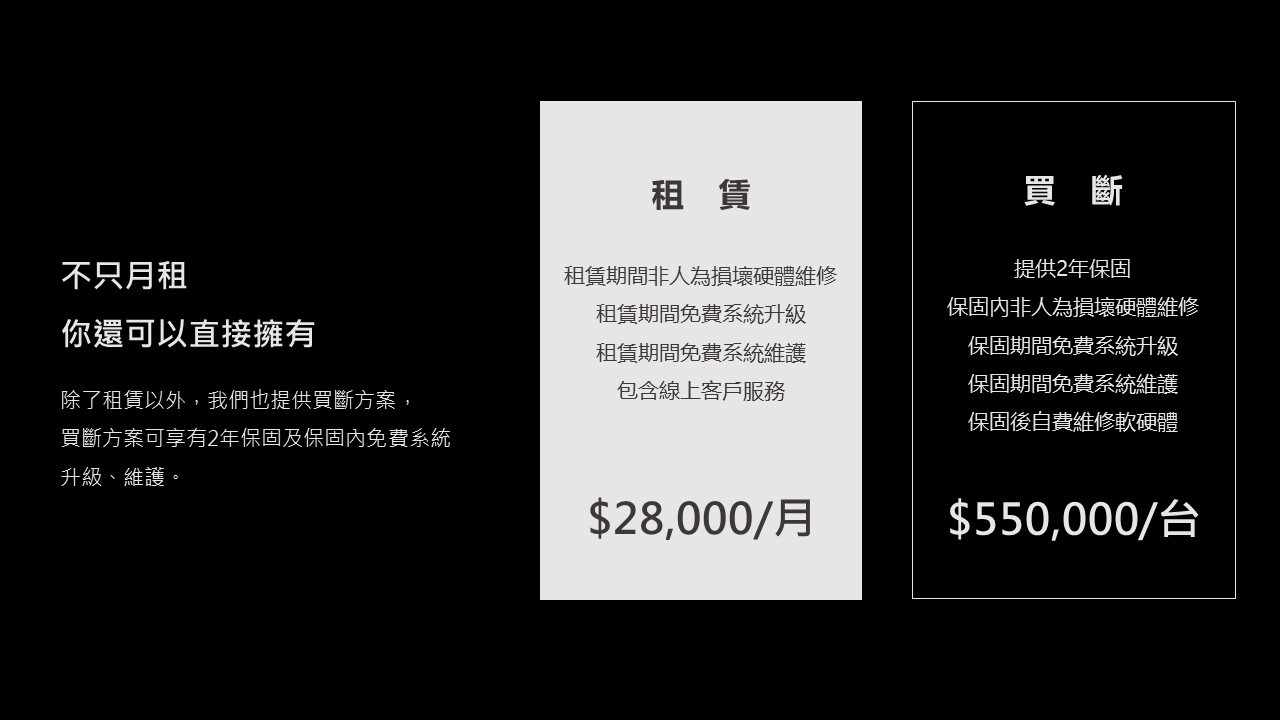 不只月租
你還可以直接擁有
除了租賃以外，我們也提供買斷方案，
買斷方案可享有2年保固及保固內免費系統
升級、維護。
租 賃
租賃期間非人為損壞硬體維修
租賃期間免費系統升級
租賃期間免費系統維護
包含線上客戶服務
$28,000/月
買 斷
提供2年保固
保固內非人為損壞硬體維修
保固期間免費系統升級
保固期間免費系統維護
保固後自費維修軟硬體
$550,000/台